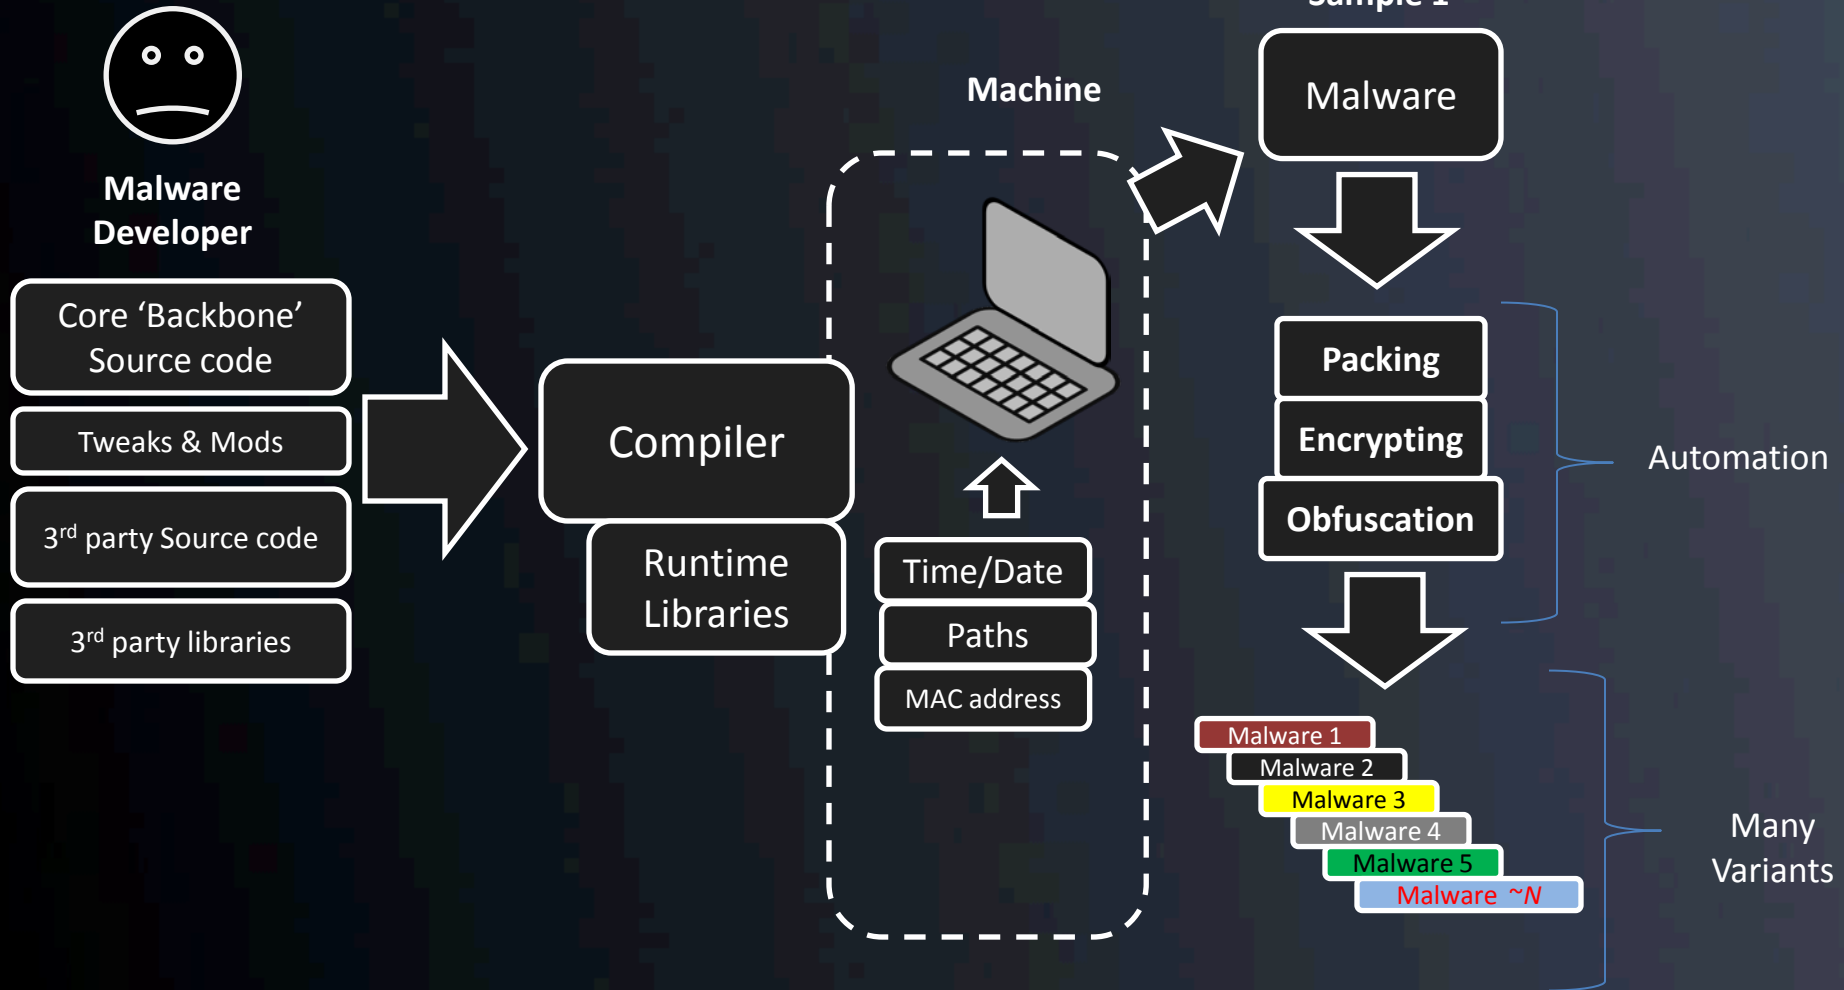 Sample 1
Malware
Developer
Core ‘Backbone’
Source code
Tweaks & Mods
3rd party Source code
3rd party libraries
Compiler
Runtime
Libraries
Machine
Time/Date
Paths
MAC address
Malware
Packing
Encrypting
Obfuscation
Automation
Malware 1
Malware 2
Malware 3
Malware 4
Malware 5
Malware ~N
Many
Variants